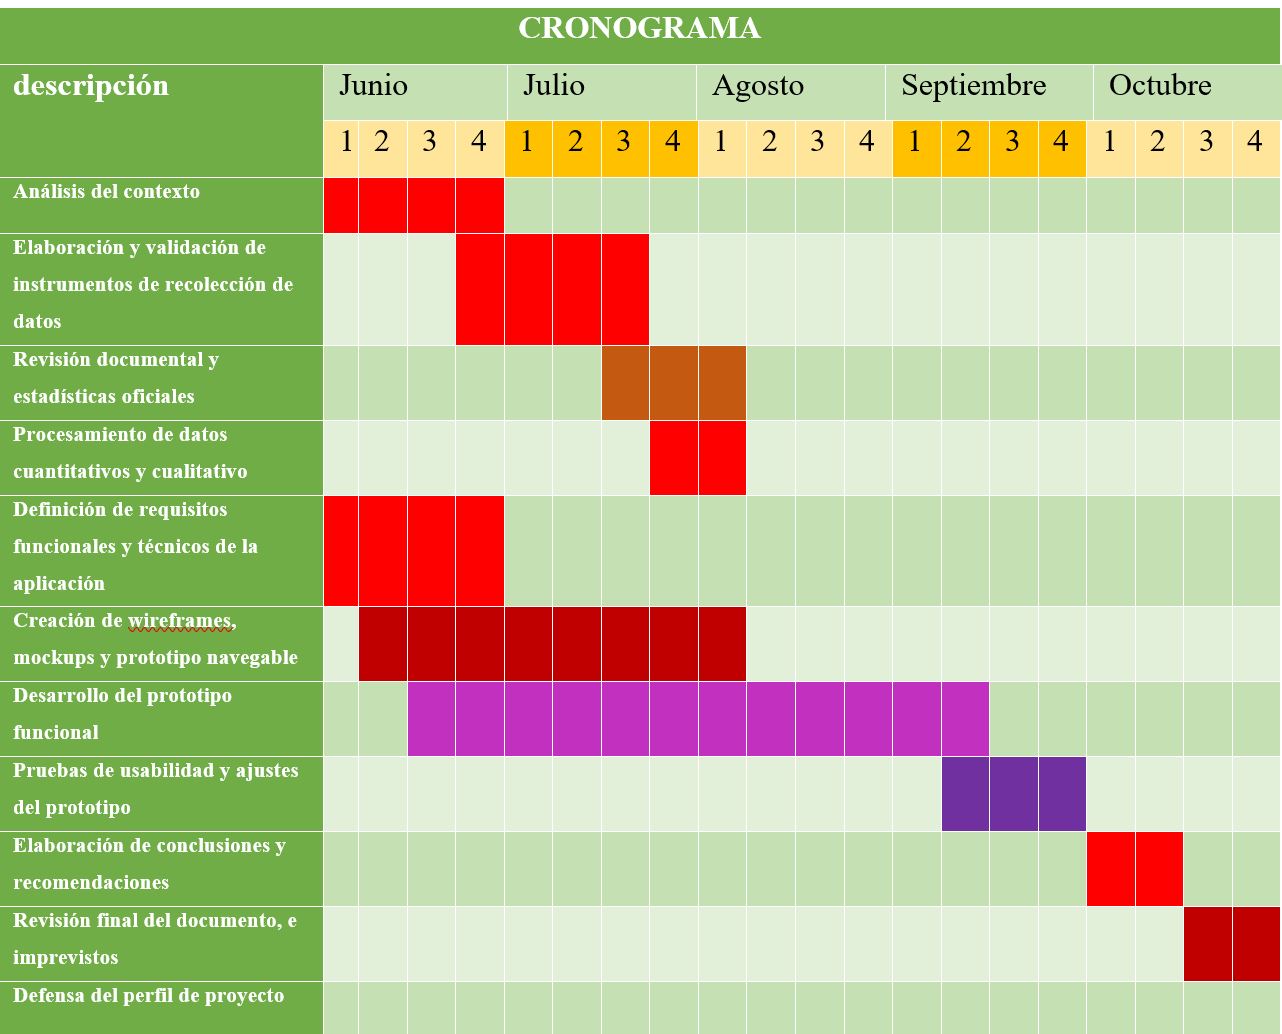 CRONOGRAMA
descripción Junio Julio Agosto Septiembre Octubre
1 2 3 4 1 2 3 4 1 2 3 4 1 2 3 4 1 2 3 4
Análisis del contexto
Elaboración y validación de
instrumentos de recolección de
datos
Revisión documental y
estadísticas oficiales
Procesamiento de datos
cuantitativos y cualitativo
Definición de requisitos
funcionales y técnicos de la
aplicación
Creación de wireframes,
mockups y prototipo navegable
Desarrollo del prototipo
funcional
Pruebas de usabilidad y ajustes
del prototipo
Elaboración de conclusiones y
recomendaciones
Revisión final del documento, e
imprevistos
Defensa del perfil de proyecto